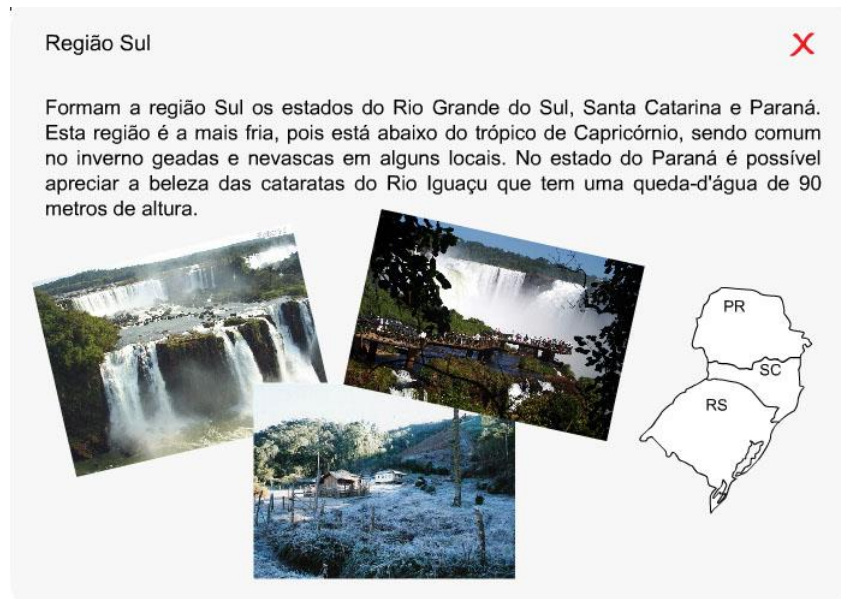 Região Sul
X
Formam a região Sul os estados do Rio Grande do Sul, Santa Catarina e Paraná.
Esta região é a mais fria, pois está abaixo do trópico de Capricórnio, sendo comum
no inverno geadas e nevascas em alguns locais. No estado do Paraná é possível
apreciar a beleza das cataratas do Rio Iguaçu que tem uma queda-d'água de 90
metros de altura.
PR
SC
RS